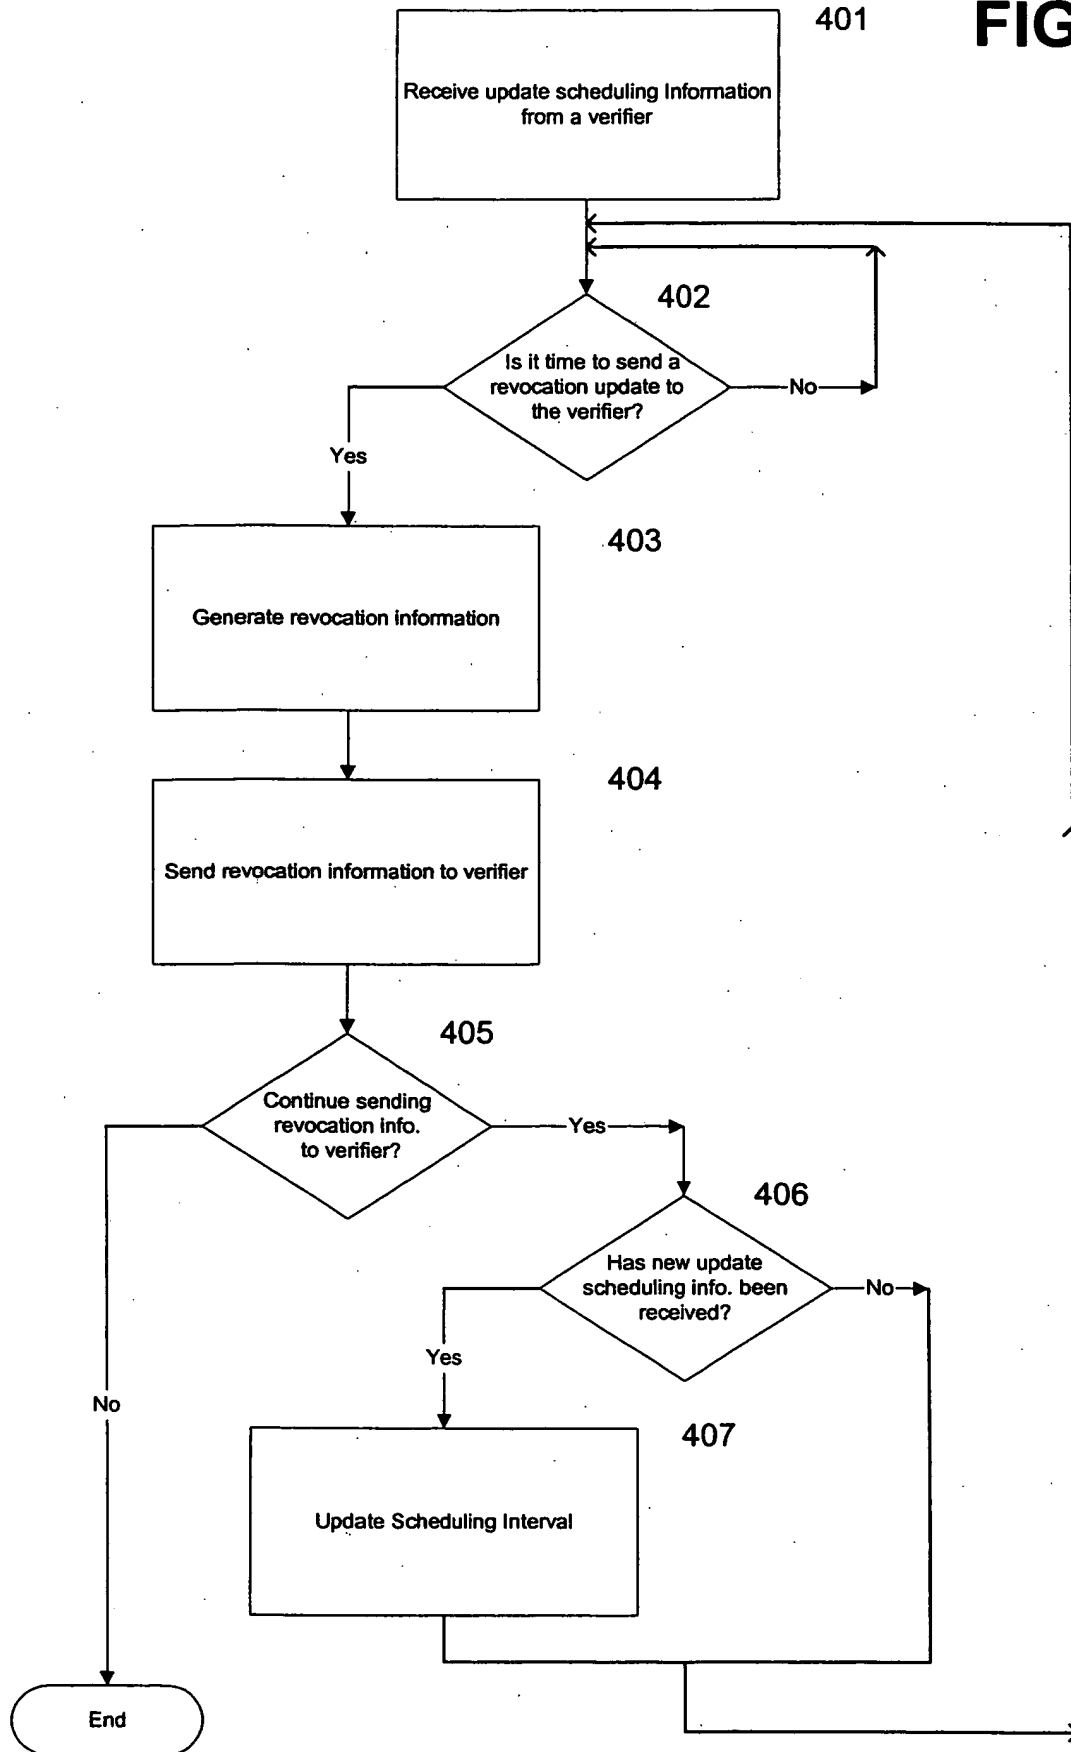 FIG
401
Receive update scheduling Information
from a verifier
402
Is it time to send a
revocation update to
the verifier?
No
Yes
403
Generate revocation information
404
Send revocation information to verifier
405
Continue sending
revocation info.
to verifier?
Yes
406
Has new update
scheduling info. been
received?
No
Yes
No
407
Update Scheduling Interval
End